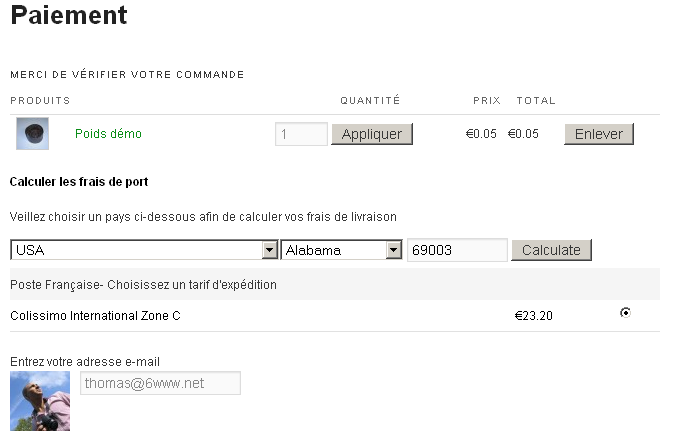 Paiement
MERCI DE VÉRIFIER VOTRE COMMANDE
PRODUITS QUANTITÉ PRIX TOTAL
Poids démo 1 Appliquer €0.05 €0.05 Enlever
Calculer les frais de port
Veillez choisir un pays ci-dessous afin de calculer vos frais de livraison
USA Alabama 69003 Calculate
Poste Française- Choisissez un tarif d'expédition
Colissimo International Zone C €23.20
Entrez votre adresse e-mail
thomas@6www.net